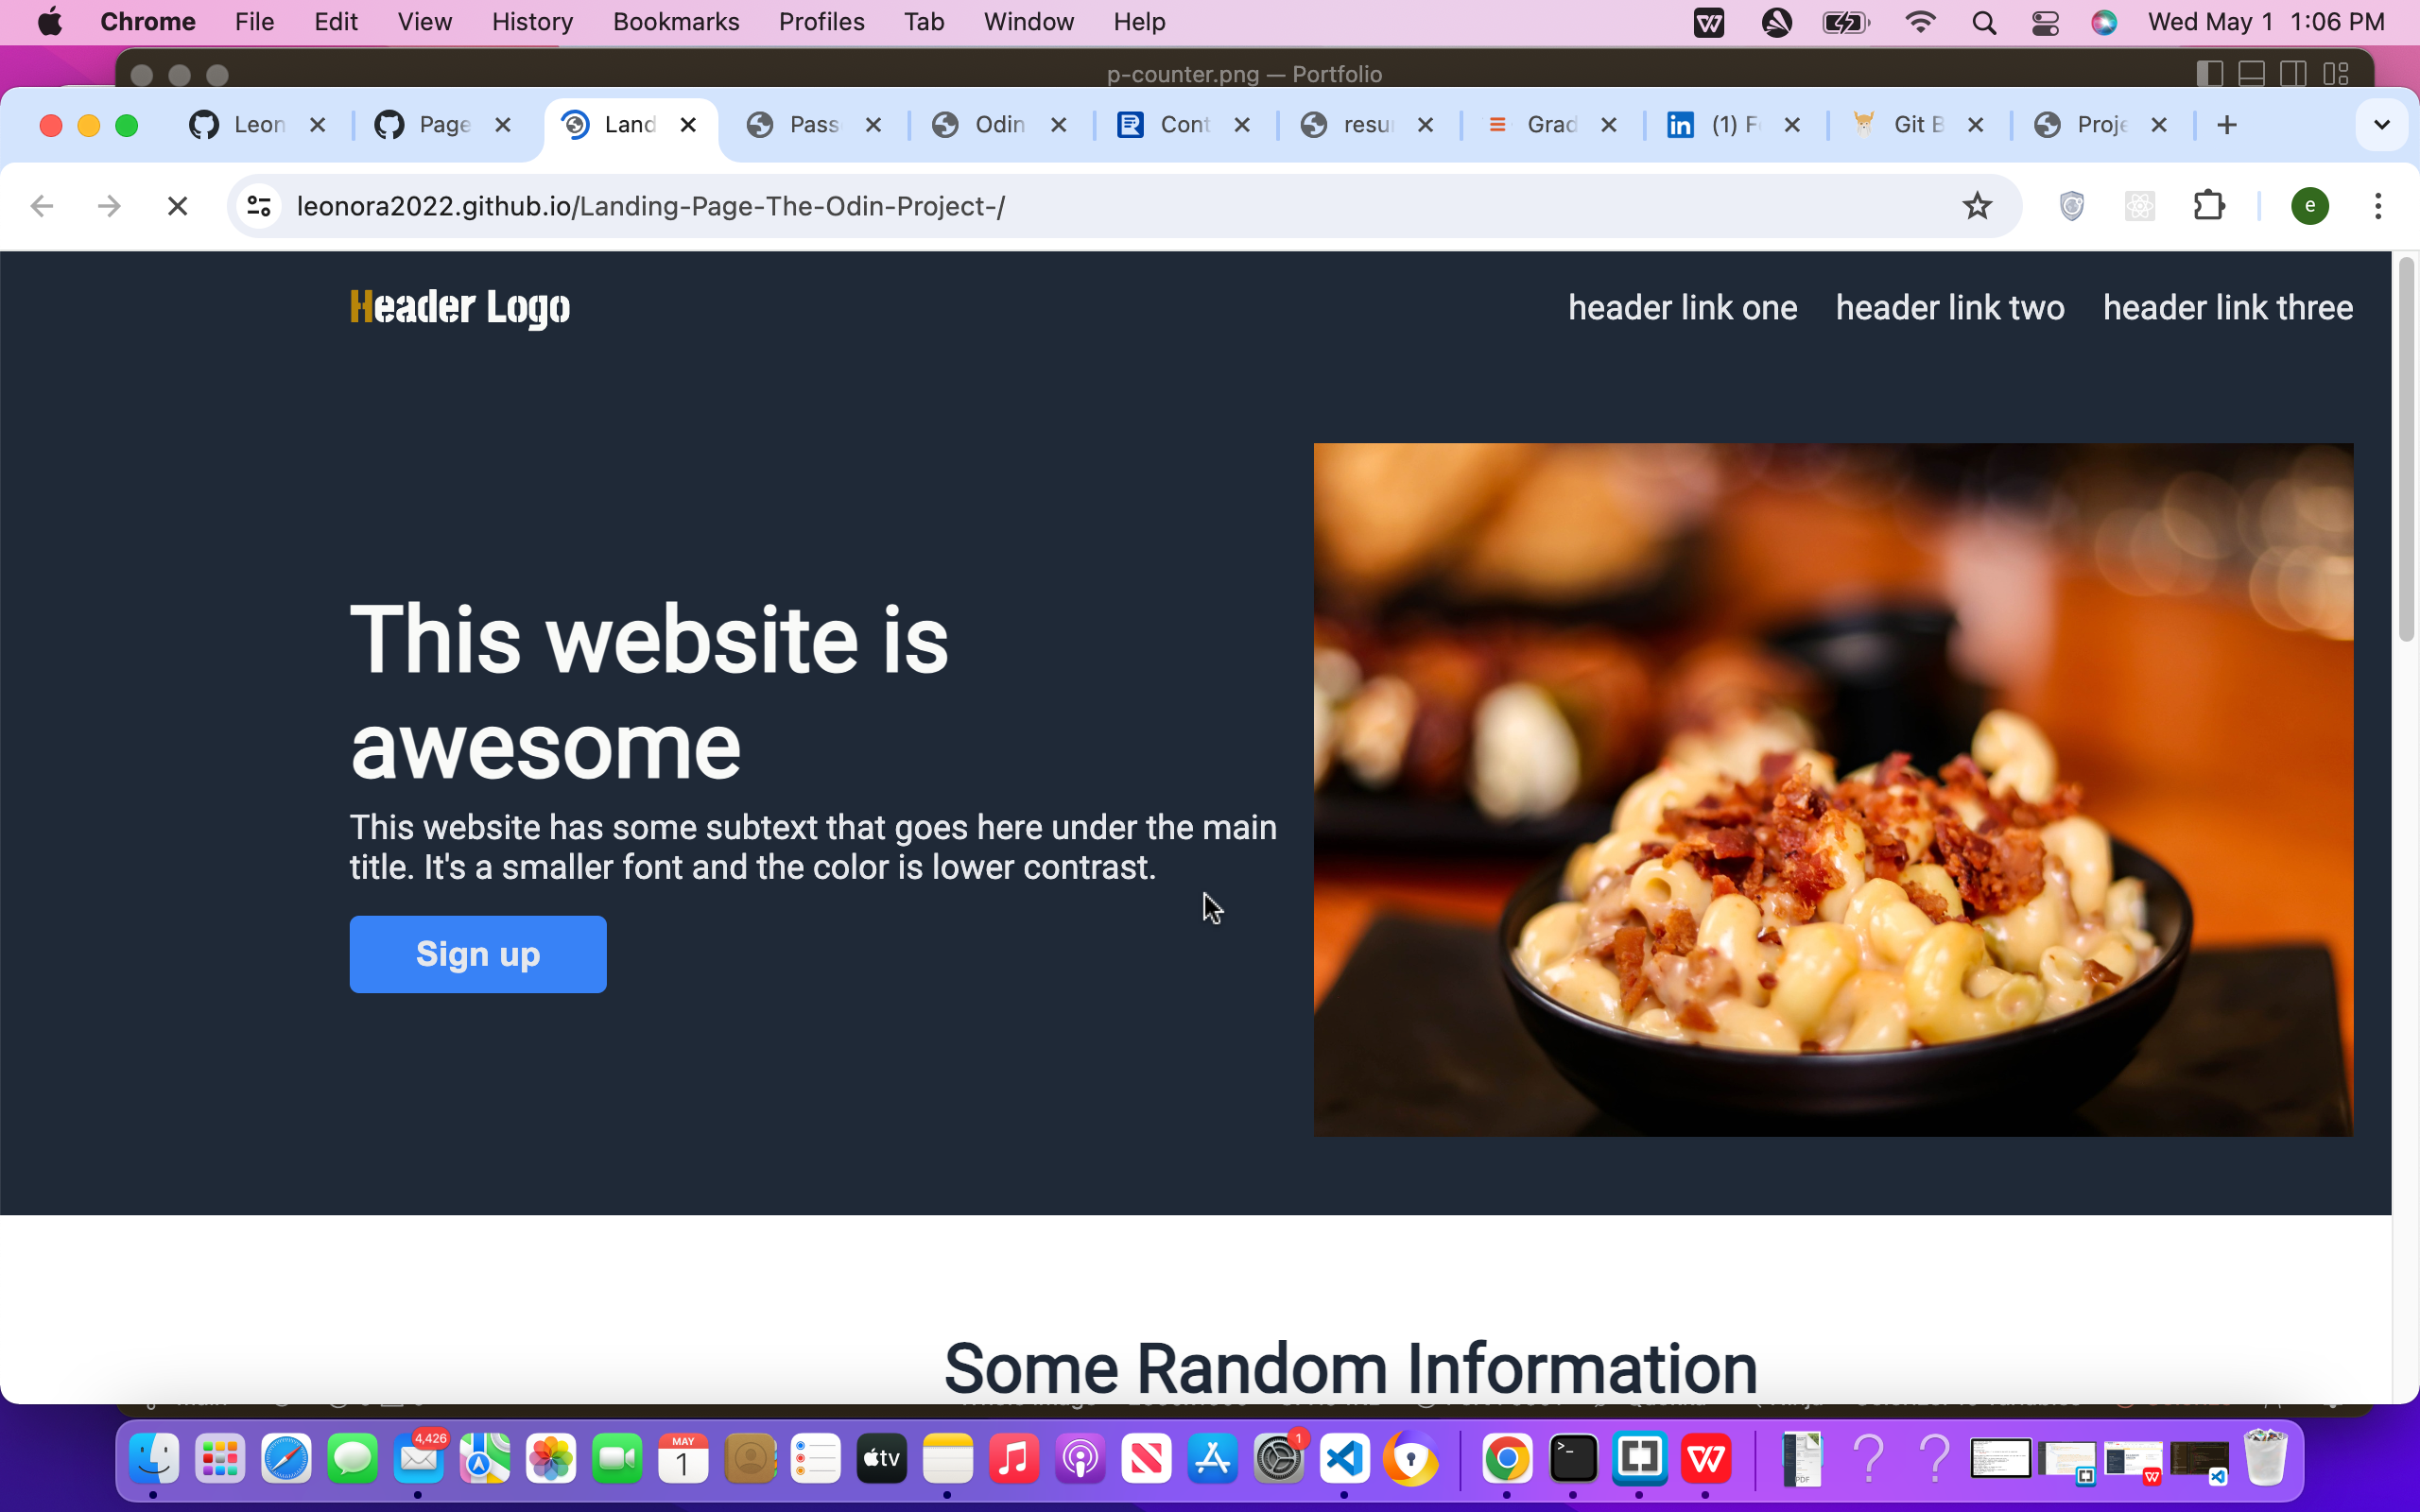 Chrome File Edit View History Bookmarks Profiles Tab Window Help Wed May 1 1:06 PM
p-counter.png — Portfolio
Leon Page Land Pass Odin Cont resu Grad (1) F Git B Proje
leonora2022.github.io/Landing-Page-The-Odin-Project-/ e
Header Logo header link one header link two header link three
This website is
awesome
This website has some subtext that goes here under the main
title. It's a smaller font and the color is lower contrast.
Sign up
Some Random Information
4,426 MAY 1 tv 1 PDF